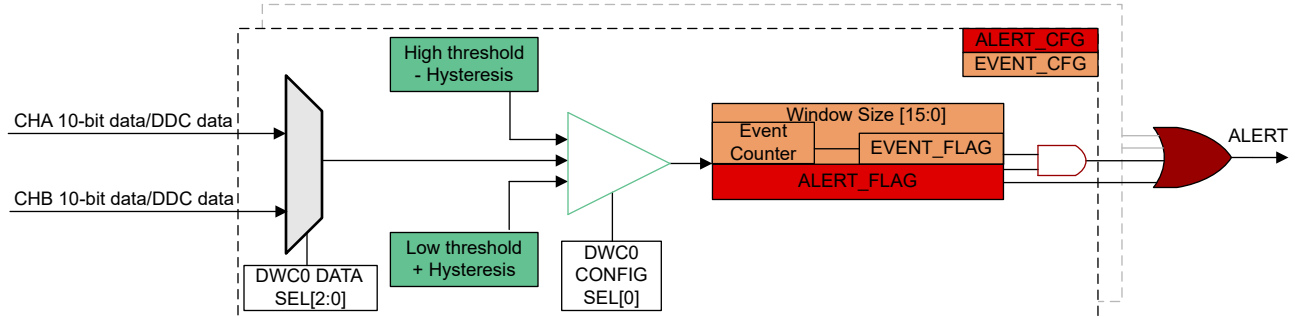 ALERT_CFG
EVENT_CFG
High threshold
- Hysteresis
CHA 10-bit data/DDC data
CHB 10-bit data/DDC data
Window Size [15:0]
Event
Counter
EVENT_FLAG
ALERT_FLAG
ALERT
Low threshold
+ Hysteresis
DWC0 DATA
SEL[2:0]
DWC0
CONFIG
SEL[0]